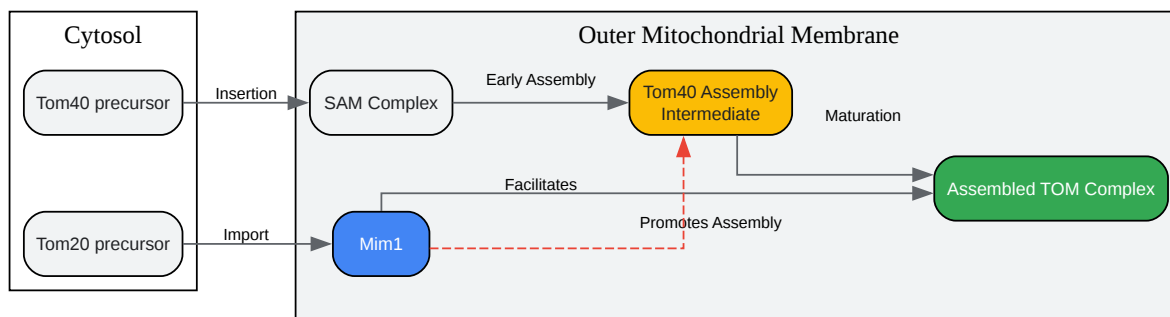 Cytosol
Outer Mitochondrial Membrane
Tom40 precursor
Insertion
SAM Complex
Early Assembly
Tom40 Assembly
Intermediate
Maturation
Facilitates
Assembled TOM Complex
Tom20 precursor
Import
Mim1
Promotes Assembly